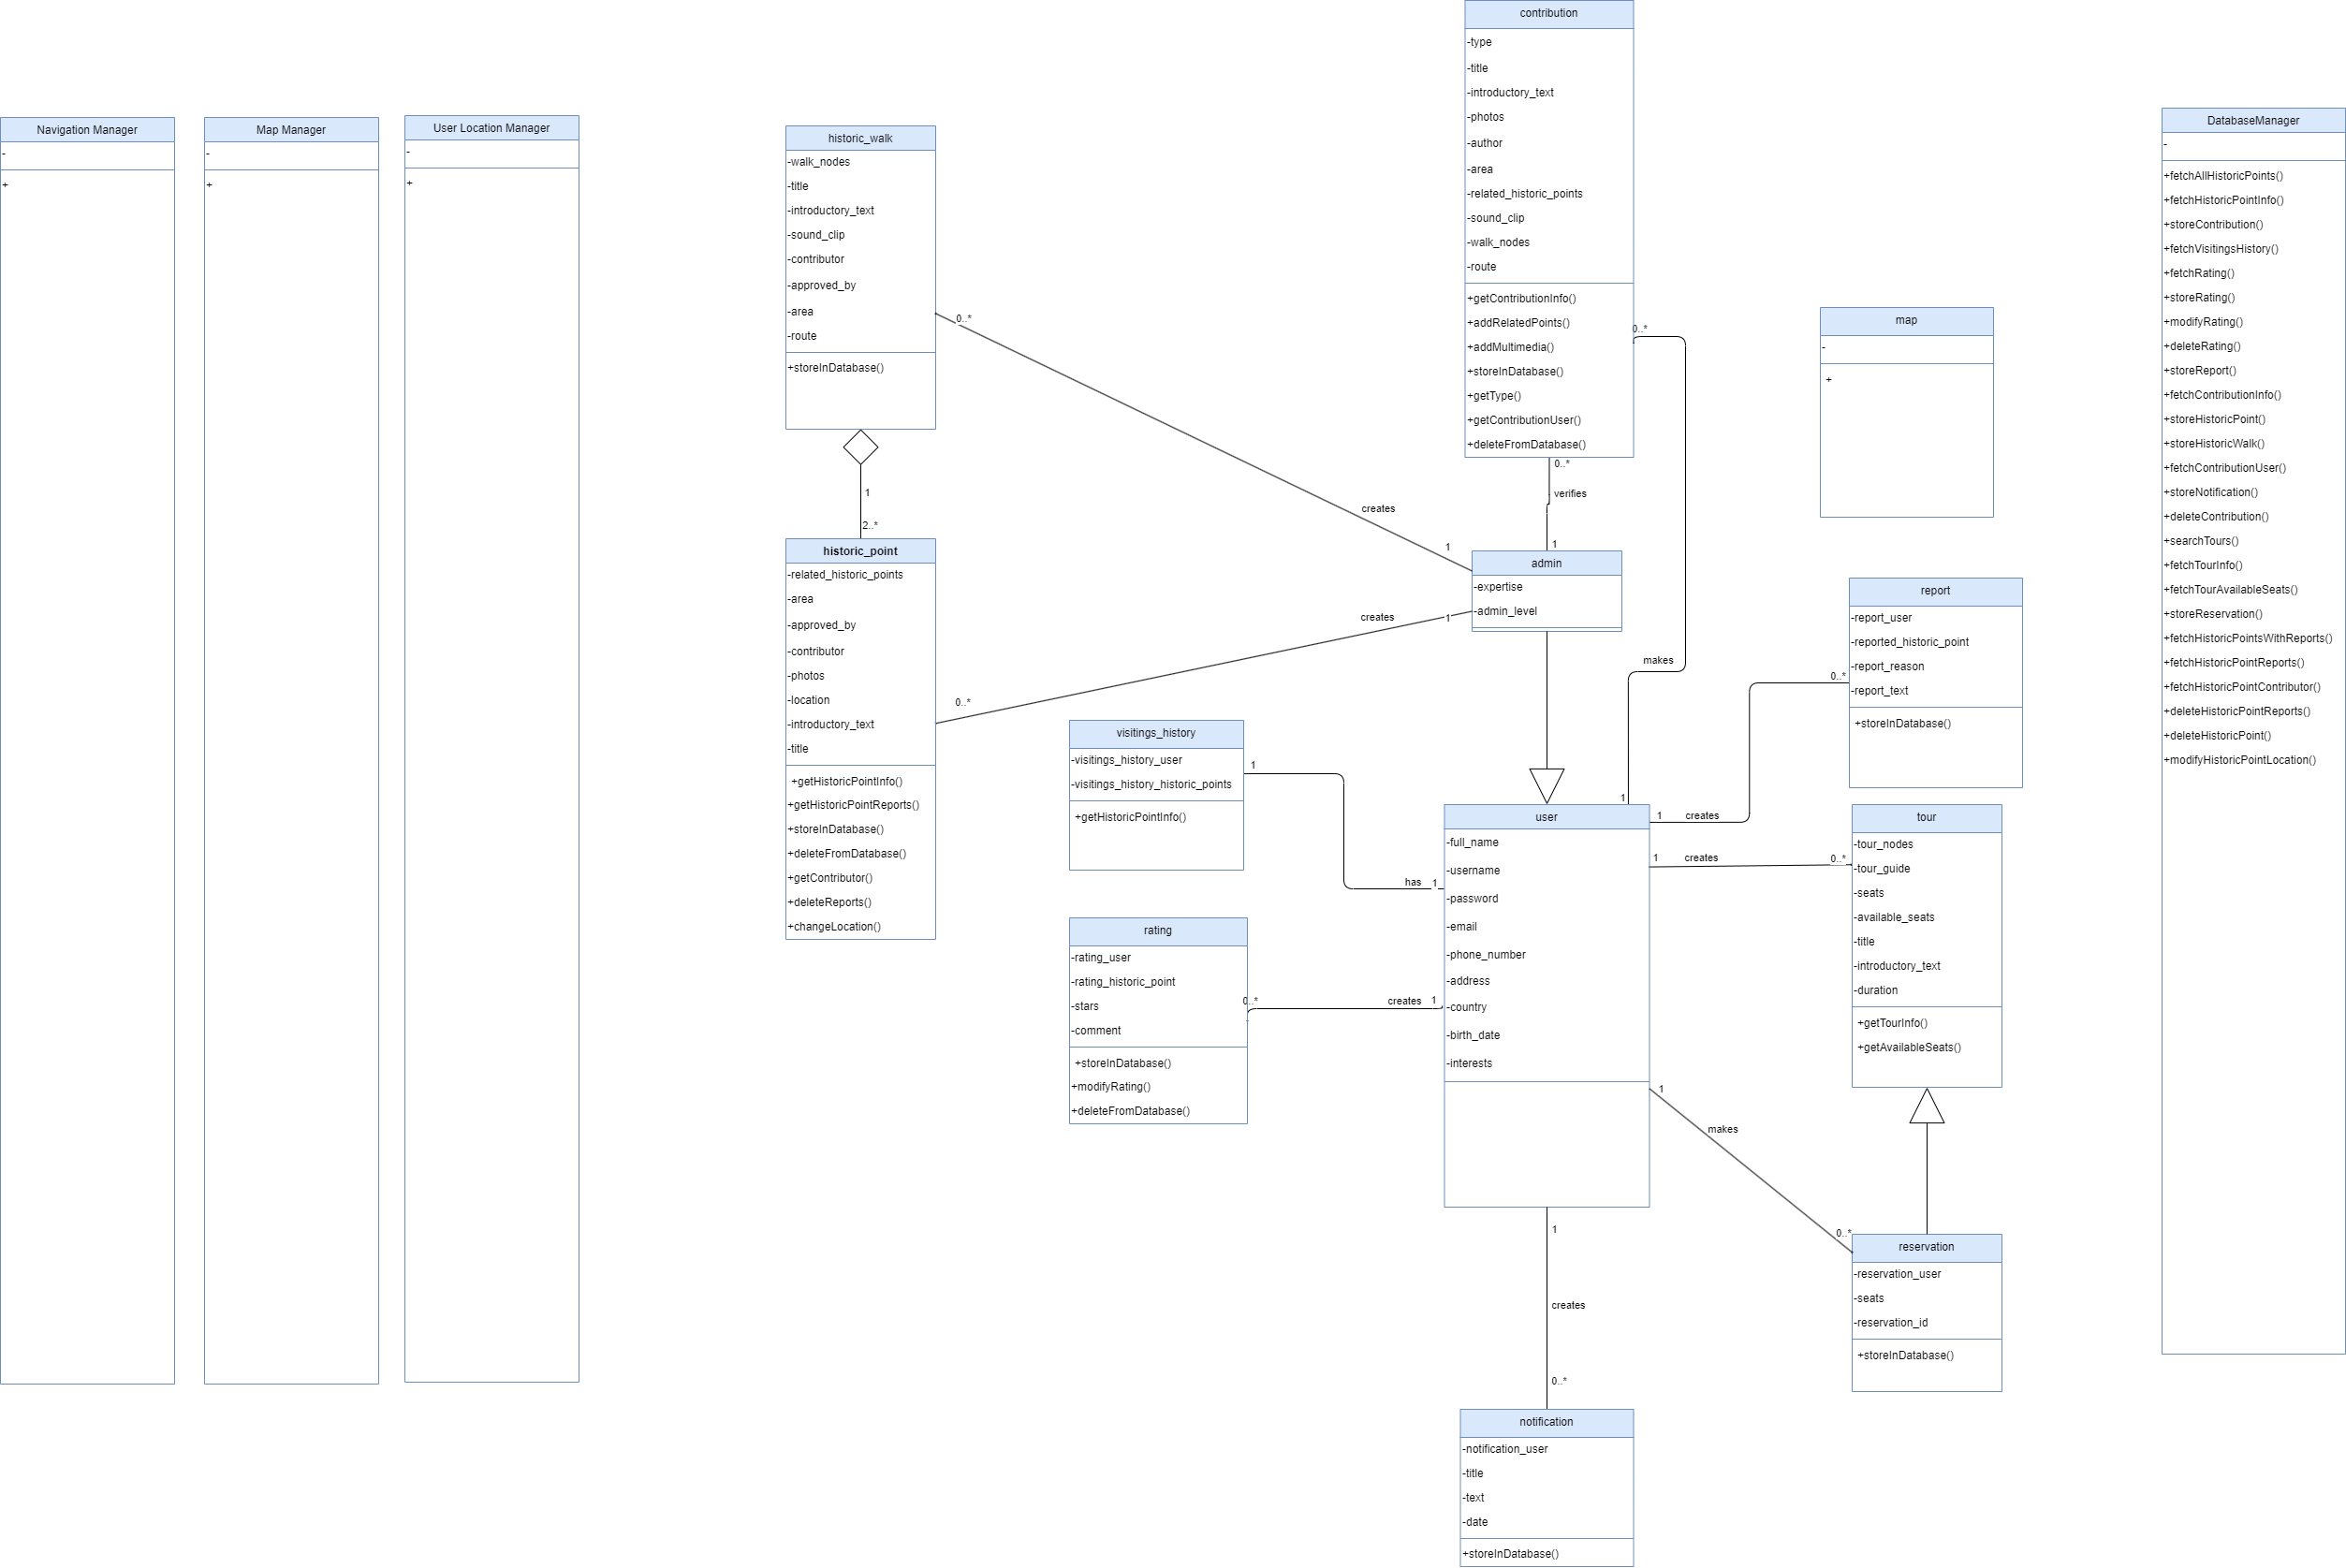 Navigation Manager
-
+
Map Manager
-
+
User Location Manager
-
+
historic_walk
-walk_nodes
-title
-introductory_text
-sound_clip
-contributor
-approved_by
-area
-route
+storeInDatabase()
1
2..*
historic_point
-related_historic_points
-area
-approved_by
-contributor
-photos
-location
-introductory_text
-title
+getHistoricPointInfo()
+getHistoricPointReports()
+storeInDatabase()
+deleteFromDatabase()
+getContributor()
+deleteReports()
+changeLocation()
0..*
creates
1
0..*
creates
1
contribution
-type
-title
-introductory_text
-photos
-author
-area
-related_historic_points
-sound_clip
-walk_nodes
-route
+getContributionInfo()
+addRelatedPoints()
+addMultimedia()
+storeInDatabase()
+getType()
+getContributionUser()
+deleteFromDatabase()
0..*
verifies
1
0..*
makes
1
admin
-expertise
-admin_level
visitings_history
-visitings_history_user
-visitings_history_historic_points
+getHistoricPointInfo()
1
has
1
rating
-rating_user
-rating_historic_point
-stars
-comment
+storeInDatabase()
+modifyRating()
+deleteFromDatabase()
0..*
creates
1
user
-full_name
-username
-password
-email
-phone_number
-address
-country
-birth_date
-interests
1
creates
0..*
notification
-notification_user
-title
-text
-date
+storeInDatabase()
map
-
+
report
-report_user
-reported_historic_point
-report_reason
-report_text
+storeInDatabase()
1
creates
0..*
1
creates
0..*
tour
-tour_nodes
-tour_guide
-seats
-available_seats
-title
-introductory_text
-duration
+getTourInfo()
+getAvailableSeats()
1
makes
0..*
reservation
-reservation_user
-seats
-reservation_id
+storeInDatabase()
DatabaseManager
-
+fetchAllHistoricPoints()
+fetchHistoricPointInfo()
+storeContribution()
+fetchVisitingsHistory()
+fetchRating()
+storeRating()
+modifyRating()
+deleteRating()
+storeReport()
+fetchContributionInfo()
+storeHistoricPoint()
+storeHistoricWalk()
+fetchContributionUser()
+storeNotification()
+deleteContribution()
+searchTours()
+fetchTourInfo()
+fetchTourAvailableSeats()
+storeReservation()
+fetchHistoricPointsWithReports()
+fetchHistoricPointReports()
+fetchHistoricPointContributor()
+deleteHistoricPointReports()
+deleteHistoricPoint()
+modifyHistoricPointLocation()